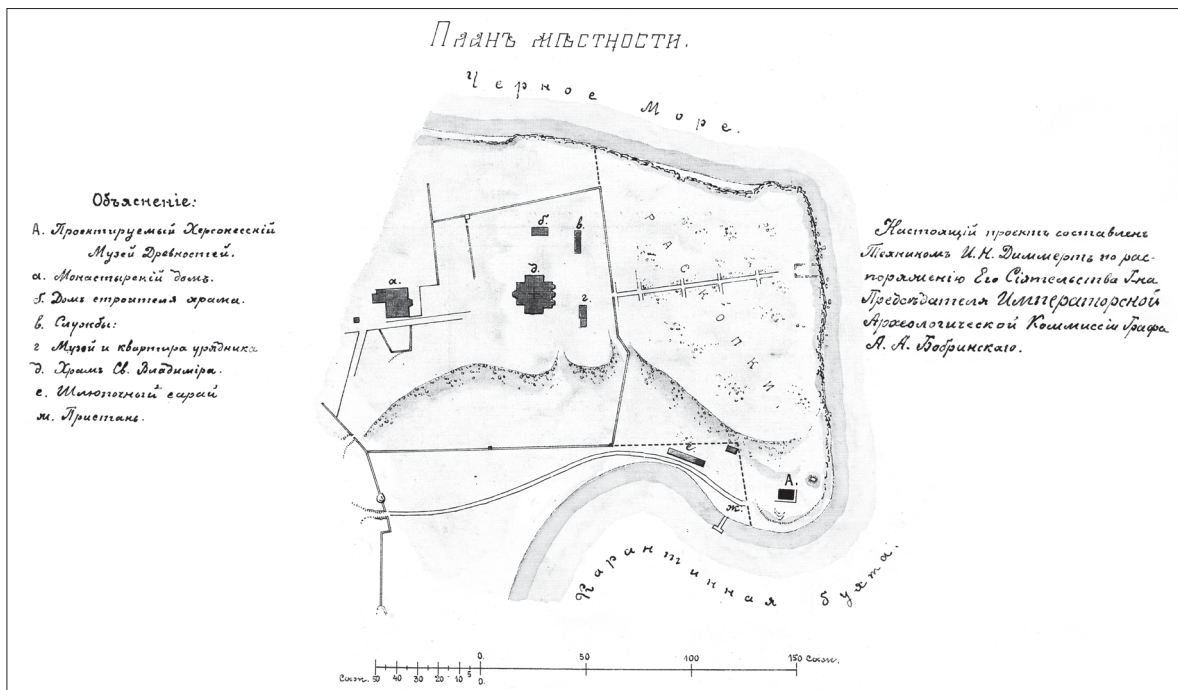 Планъ мѣстности.
Черное Море.
Объясненіе:
А. Проектируемый Херсонесскій
Музей Древностей.
а. Монастырскій домъ.
б. Домъ строителя храма.
в. Службы:
г Музей и квартира урядника
д. Храмъ Св. Владиміра.
е. Шлюпочный сарай
ж. Пристань.
а.
б.
в.
д.
г.
РАСКОПКИ
е.
А.
ж.
Карантинная бухта.
Настоящій проектъ составленъ
Техникомъ И. Н. Диммертъ по рас-
поряженію Его Сіятельства Гна
Предсѣдателя Императорской
Археологической Коммиссіи Графа
А. А. Бобринскаго.
0. 50 100 150 Саж.
Саж. 50 40 30 20 10 5 0.